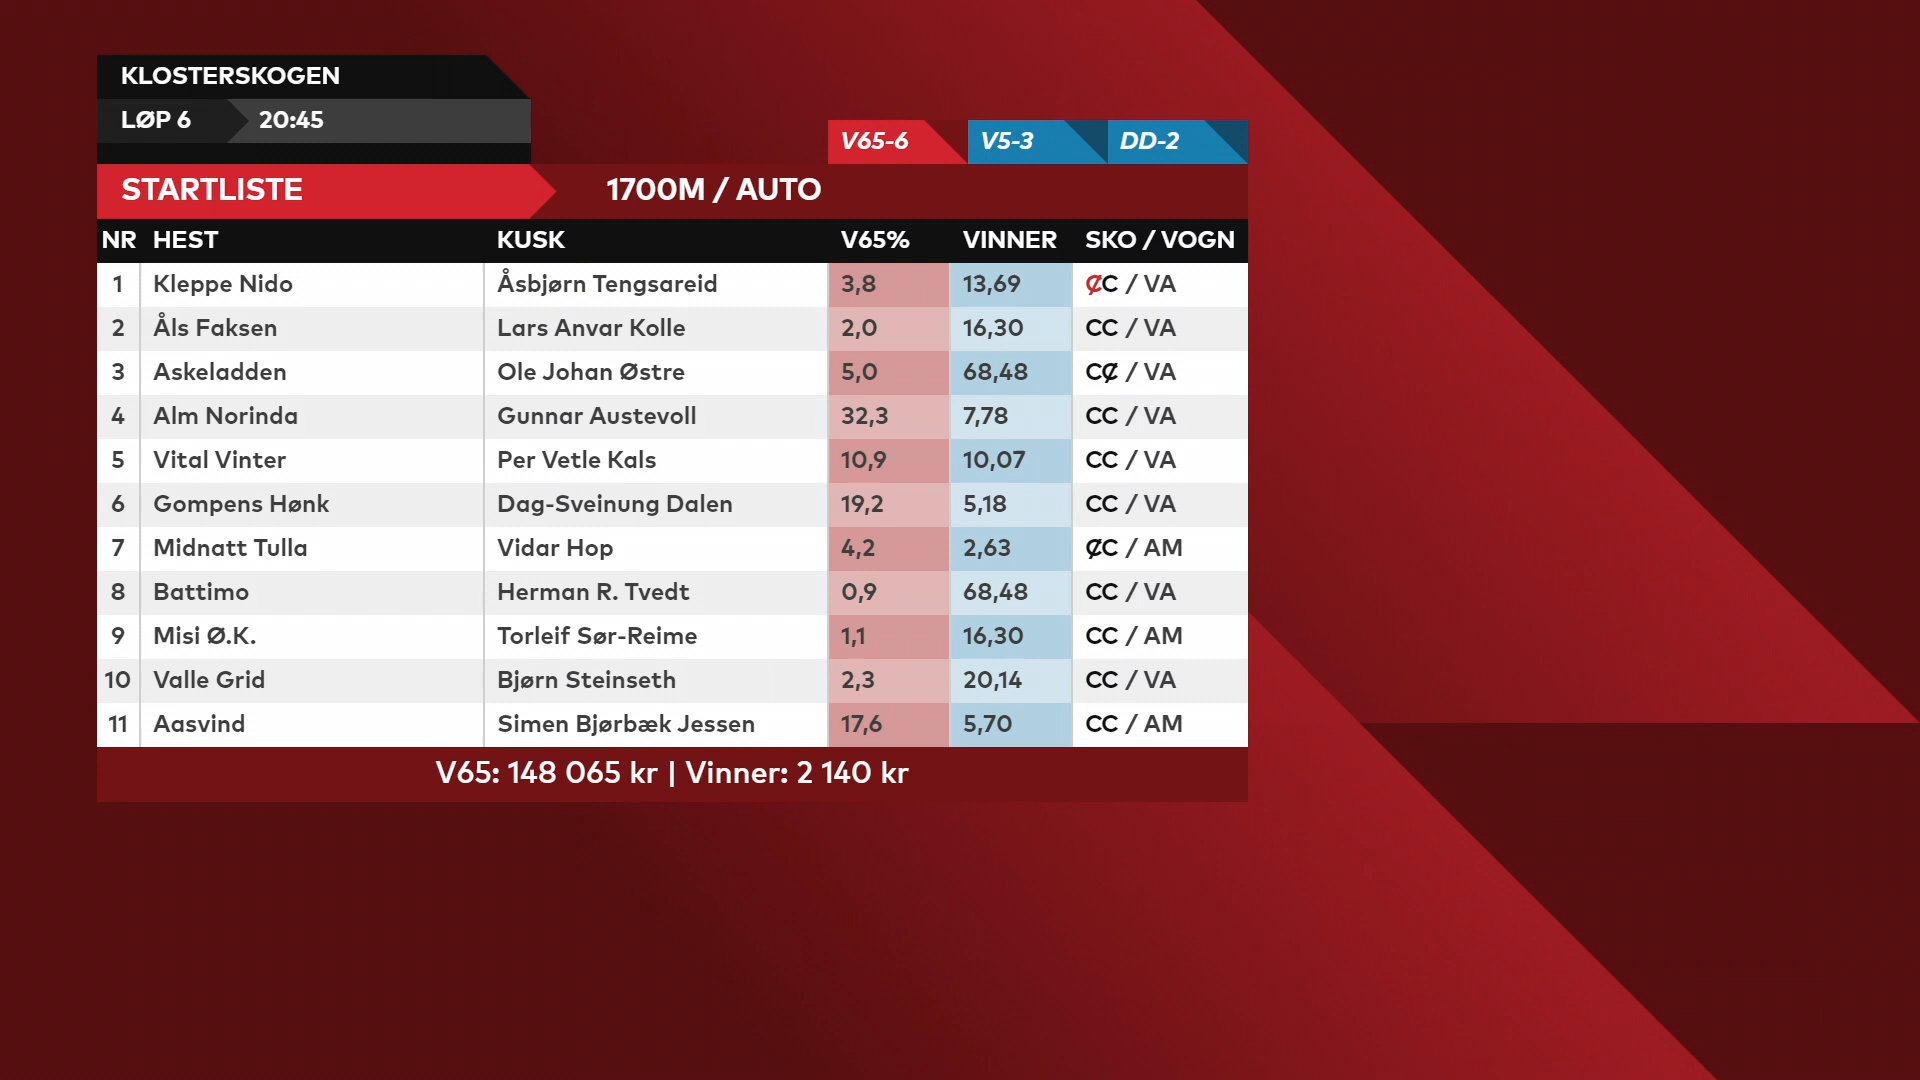 KLOSTERSKOGEN
LØP 6 20:45
V65-6 V5-3 DD-2
STARTLISTE 1700M / AUTO
NR HEST KUSK V65% VINNER SKO / VOGN
1 Kleppe Nido Åsbjørn Tengsareid 3,8 13,69 ȻC / VA
2 Åls Faksen Lars Anvar Kolle 2,0 16,30 CC / VA
3 Askeladden Ole Johan Østre 5,0 68,48 CȻ / VA
4 Alm Norinda Gunnar Austevoll 32,3 7,78 CC / VA
5 Vital Vinter Per Vetle Kals 10,9 10,07 CC / VA
6 Gompens Hønk Dag-Sveinung Dalen 19,2 5,18 CC / VA
7 Midnatt Tulla Vidar Hop 4,2 2,63 ȻC / AM
8 Battimo Herman R. Tvedt 0,9 68,48 CC / VA
9 Misi Ø.K. Torleif Sør-Reime 1,1 16,30 CC / AM
10 Valle Grid Bjørn Steinseth 2,3 20,14 CC / VA
11 Aasvind Simen Bjørbæk Jessen 17,6 5,70 CC / AM
V65: 148 065 kr | Vinner: 2 140 kr